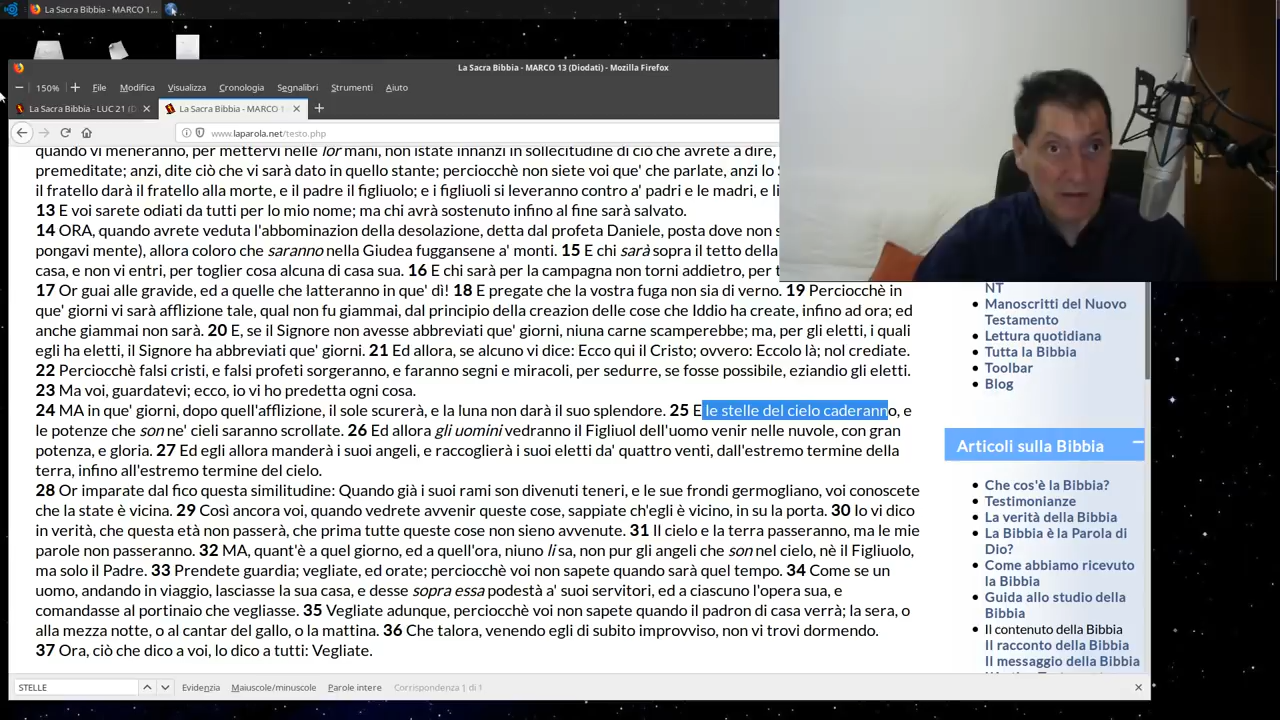 La Sacra Bibbia - MARCO 1...
La Sacra Bibbia - MARCO 13 (Diodati) - Mozilla Firefox
150% File Modifica Visualizza Cronologia Segnalibri Strumenti Aiuto
La Sacra Bibbia - LUC 21 (D
La Sacra Bibbia - MARCO 1
www.laparola.net/testo.php
quando vi meneranno, per mettervi nelle lor mani, non istate innanzi in sollecitudine di ciò che avrete a dire,
premeditate; anzi, dite ciò che vi sarà dato in quello stante; perciocchè non siete voi que' che parlate, anzi lo
il fratello darà il fratello alla morte, e il padre il figliuolo; e i figliuoli si leveranno contro a' padri e le madri, e li
13 E voi sarete odiati da tutti per lo mio nome; ma chi avrà sostenuto infino al fine sarà salvato.
14 ORA, quando avrete veduta l'abbominazion della desolazione, detta dal profeta Daniele, posta dove non
pongavi mente), allora coloro che saranno nella Giudea fuggansene a' monti. 15 E chi sarà sopra il tetto della
casa, e non vi entri, per toglier cosa alcuna di casa sua. 16 E chi sarà per la campagna non torni addietro, per
17 Or guai alle gravide, ed a quelle che latteranno in que' dì! 18 E pregate che la vostra fuga non sia di verno. 19 Perciocchè in
que' giorni vi sarà afflizione tale, qual non fu giammai, dal principio della creazion delle cose che Iddio ha create, infino ad ora; ed
anche giammai non sarà. 20 E, se il Signore non avesse abbreviati que' giorni, niuna carne scamperebbe; ma, per gli eletti, i quali
egli ha eletti, il Signore ha abbreviati que' giorni. 21 Ed allora, se alcuno vi dice: Ecco qui il Cristo; ovvero: Eccolo là; nol crediate.
22 Perciocchè falsi cristi, e falsi profeti sorgeranno, e faranno segni e miracoli, per sedurre, se fosse possibile, eziandio gli eletti.
23 Ma voi, guardatevi; ecco, io vi ho predetta ogni cosa.
24 MA in que' giorni, dopo quell'afflizione, il sole scurerà, e la luna non darà il suo splendore. 25 E le stelle del cielo caderanno, e
le potenze che son ne' cieli saranno scrollate. 26 Ed allora gli uomini vedranno il Figliuol dell'uomo venir nelle nuvole, con gran
potenza, e gloria. 27 Ed egli allora manderà i suoi angeli, e raccoglierà i suoi eletti da' quattro venti, dall'estremo termine della
terra, infino all'estremo termine del cielo.
28 Or imparate dal fico questa similitudine: Quando già i suoi rami son divenuti teneri, e le sue frondi germogliano, voi conoscete
che la state è vicina. 29 Così ancora voi, quando vedrete avvenir queste cose, sappiate ch'egli è vicino, in su la porta. 30 Io vi dico
in verità, che questa età non passerà, che prima tutte queste cose non sieno avvenute. 31 Il cielo e la terra passeranno, ma le mie
parole non passeranno. 32 MA, quant'è a quel giorno, ed a quell'ora, niuno li sa, non pur gli angeli che son nel cielo, nè il Figliuolo,
ma solo il Padre. 33 Prendete guardia; vegliate, ed orate; perciocchè voi non sapete quando sarà quel tempo. 34 Come se un
uomo, andando in viaggio, lasciasse la sua casa, e desse sopra essa podestà a' suoi servitori, ed a ciascuno l'opera sua, e
comandasse al portinaio che vegliasse. 35 Vegliate adunque, perciocchè voi non sapete quando il padron di casa verrà; la sera, o
alla mezza notte, o al cantar del gallo, o la mattina. 36 Che talora, venendo egli di subito improvviso, non vi trovi dormendo.
37 Ora, ciò che dico a voi, lo dico a tutti: Vegliate.
NT
Manoscritti del Nuovo
Testamento
Lettura quotidiana
Tutta la Bibbia
Toolbar
Blog
Articoli sulla Bibbia
Che cos'è la Bibbia?
Testimonianze
La verità della Bibbia
La Bibbia è la Parola di
Dio?
Come abbiamo ricevuto
la Bibbia
Guida allo studio della
Bibbia
Il contenuto della Bibbia
Il racconto della Bibbia
Il messaggio della Bibbia
STELLE
Evidenzia Maiuscole/minuscole Parole intere Corrispondenza 1 di 1